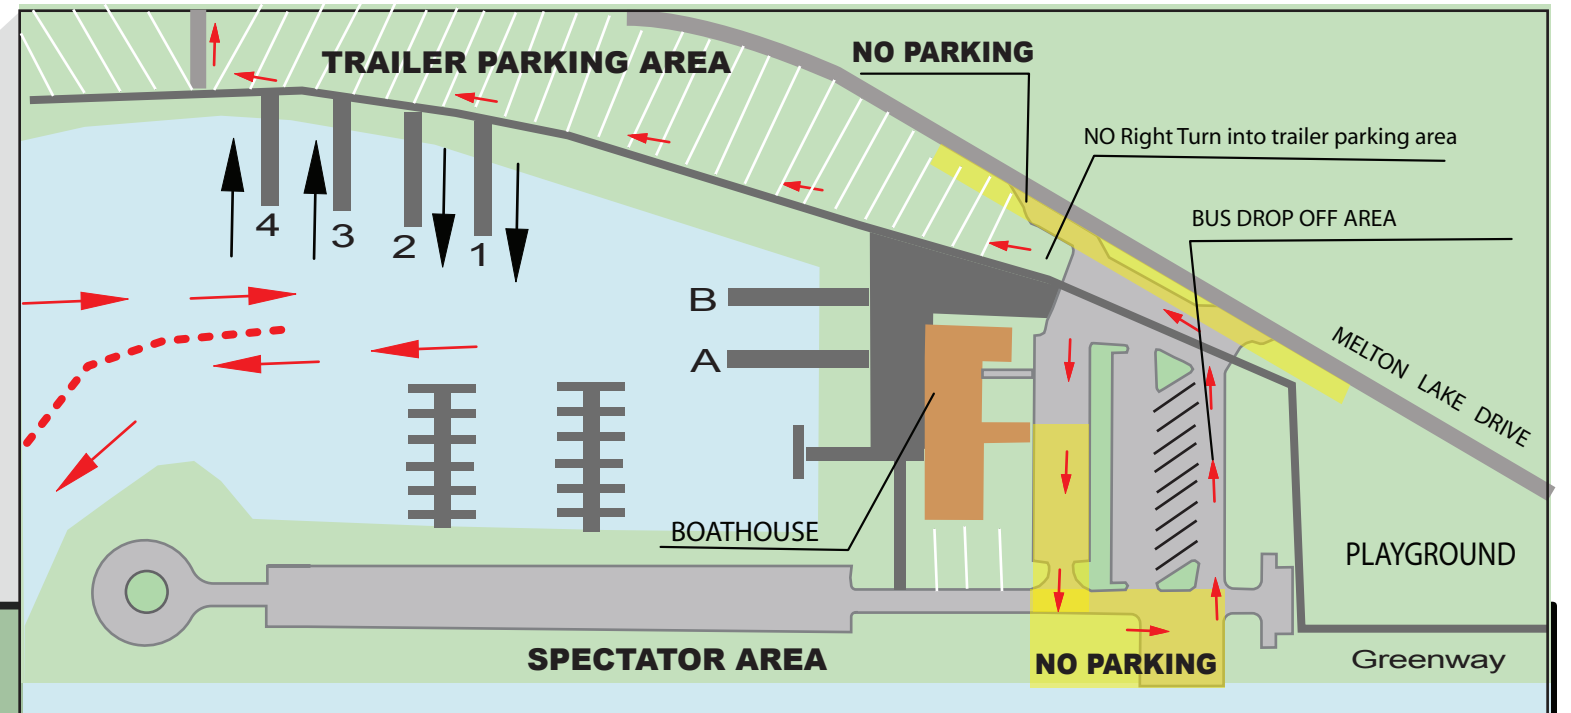 TRAILER PARKING AREA
NO PARKING
NO Right Turn into trailer parking area
BUS DROP OFF AREA
4
3
2
1
B
A
MELTON LAKE DRIVE
BOATHOUSE
PLAYGROUND
SPECTATOR AREA
NO PARKING
Greenway